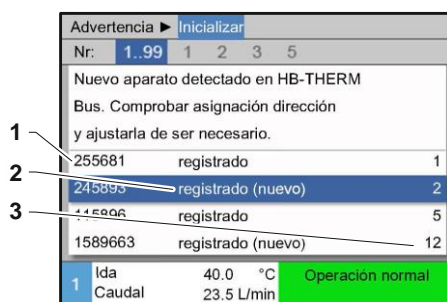 Advertencia ► Inicializar
Nr: 1..99 1 2 3 5
Nuevo aparato detectado en HB-THERM
Bus. Comprobar asignación dirección
y ajustarla de ser necesario.
1
255681 registrado 1
2
245893 registrado (nuevo) 2
3
115896 registrado 5
1589663 registrado (nuevo) 12
1 Ida 40.0 °C Operación normal
Caudal 23.5 L/min